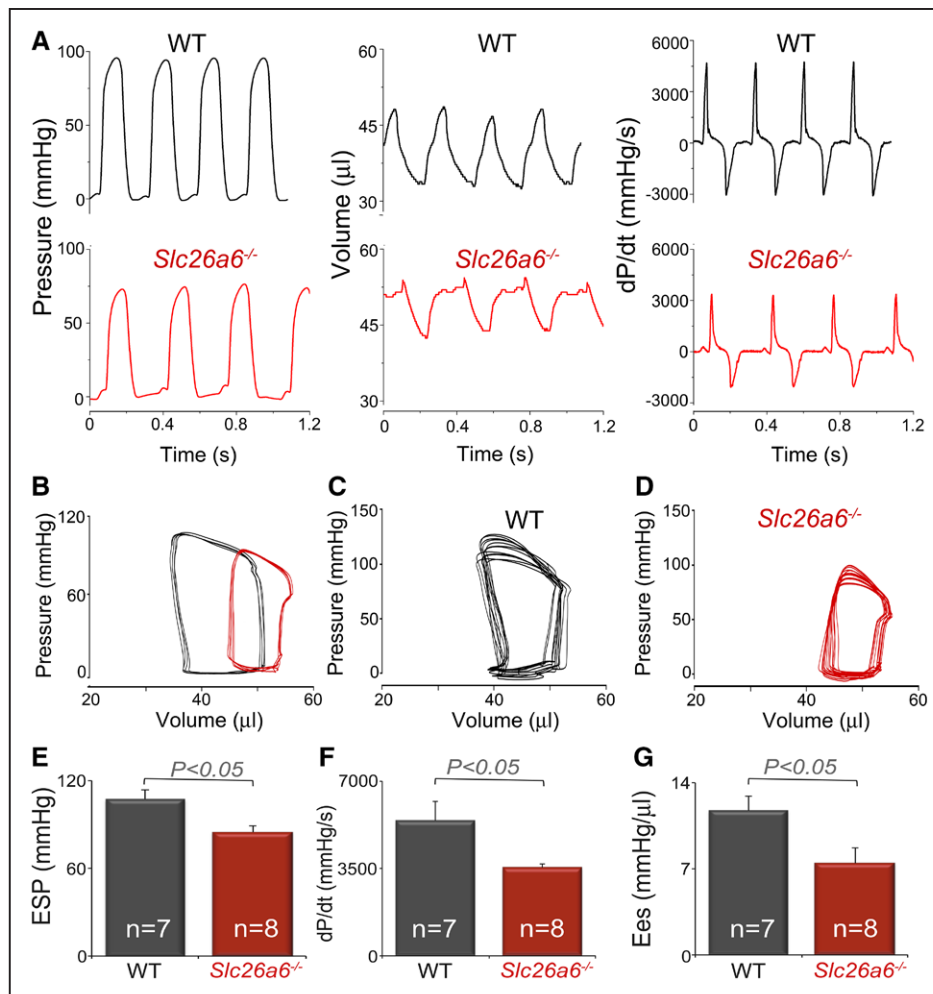 A
WT
WT
WT
Pressure (mmHg)
100
50
0
Volume (μl)
60
45
30
dP/dt (mmHg/s)
6000
3000
0
-3000
Slc26a6-/-
Slc26a6-/-
Slc26a6-/-
100
50
0
60
45
30
6000
3000
0
-3000
0 0.4 0.8 1.2
0 0.4 0.8 1.2
0 0.4 0.8 1.2
Time (s)
Time (s)
Time (s)
B
Pressure (mmHg)
120
60
0
20 40 60
Volume (μl)
C
WT
Pressure (mmHg)
150
100
50
0
20 40 60
Volume (μl)
D
Slc26a6-/-
Pressure (mmHg)
150
100
50
0
20 40 60
Volume (μl)
E
P<0.05
ESP (mmHg)
120
60
0
n=7 n=8
WT Slc26a6-/-
F
P<0.05
dP/dt (mmHg/s)
7000
3500
0
n=7 n=8
WT Slc26a6-/-
G
P<0.05
Ees (mmHg/μl)
14
7
0
n=7 n=8
WT Slc26a6-/-